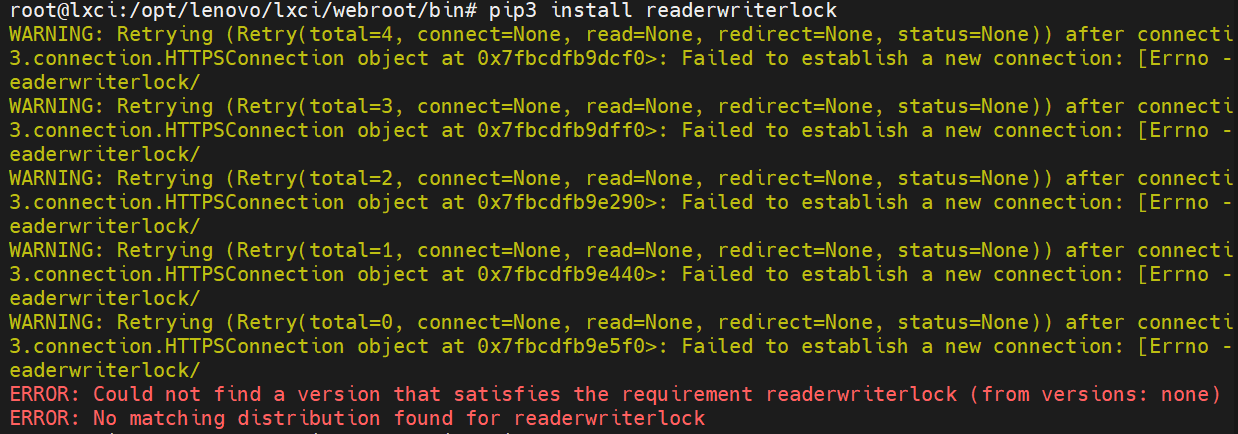 root@lxci:/opt/lenovo/lxci/webroot/bin# pip3 install readerwriterlock
WARNING: Retrying (Retry(total=4, connect=None, read=None, redirect=None, status=None)) after connecti
3.connection.HTTPSConnection object at 0x7fbcdfb9dcf0>: Failed to establish a new connection: [Errno -
eaderwriterlock/
WARNING: Retrying (Retry(total=3, connect=None, read=None, redirect=None, status=None)) after connecti
3.connection.HTTPSConnection object at 0x7fbcdfb9dff0>: Failed to establish a new connection: [Errno -
eaderwriterlock/
WARNING: Retrying (Retry(total=2, connect=None, read=None, redirect=None, status=None)) after connecti
3.connection.HTTPSConnection object at 0x7fbcdfb9e290>: Failed to establish a new connection: [Errno -
eaderwriterlock/
WARNING: Retrying (Retry(total=1, connect=None, read=None, redirect=None, status=None)) after connecti
3.connection.HTTPSConnection object at 0x7fbcdfb9e440>: Failed to establish a new connection: [Errno -
eaderwriterlock/
WARNING: Retrying (Retry(total=0, connect=None, read=None, redirect=None, status=None)) after connecti
3.connection.HTTPSConnection object at 0x7fbcdfb9e5f0>: Failed to establish a new connection: [Errno -
eaderwriterlock/
ERROR: Could not find a version that satisfies the requirement readerwriterlock (from versions: none)
ERROR: No matching distribution found for readerwriterlock